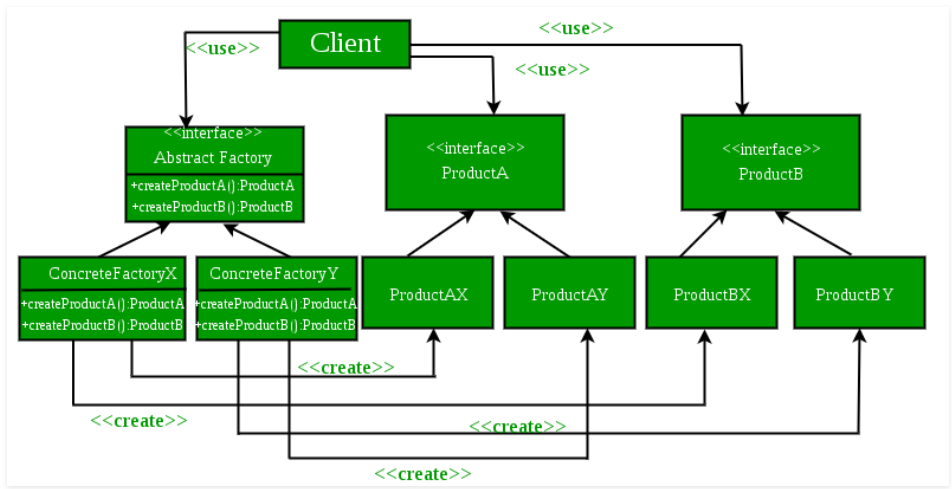 Client
<<use>>
<<use>>
<<use>>
<<interface>>
Abstract Factory
+createProductA():ProductA
+createProductB():ProductB
<<interface>>
ProductA
<<interface>>
ProductB
ConcreteFactoryX
+createProductA():ProductA
+createProductB():ProductB
ConcreteFactoryY
+createProductA():ProductA
+createProductB():ProductB
ProductAX
ProductAY
ProductBX
ProductBY
<<create>>
<<create>>
<<create>>
<<create>>